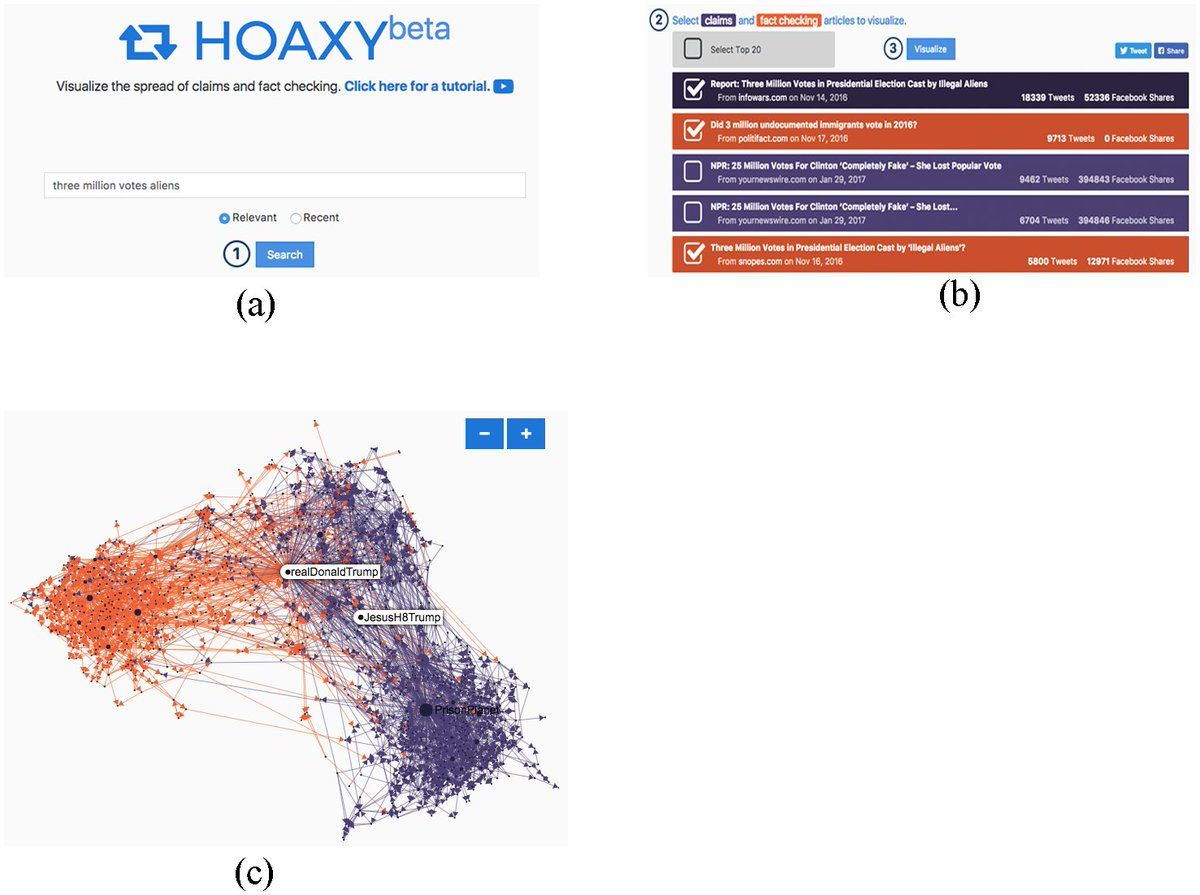 HOAXY beta
Visualize the spread of claims and fact checking. Click here for a tutorial.
three million votes aliens
Relevant Recent
1 Search
(a)
2 Select claims and fact checking articles to visualize.
Select Top 20
3 Visualize
Tweet Share
Report: Three Million Votes in Presidential Election Cast by Illegal Aliens
From infowars.com on Nov 14, 2016
18339 Tweets 52336 Facebook Shares
Did 3 million undocumented immigrants vote in 2016?
From politifact.com on Nov 17, 2016
9713 Tweets 0 Facebook Shares
NPR: 25 Million Votes For Clinton ‘Completely Fake’ – She Lost Popular Vote
From yournewswire.com on Jan 29, 2017
9462 Tweets 394843 Facebook Shares
NPR: 25 Million Votes For Clinton ‘Completely Fake’ – She Lost...
From yournewswire.com on Jan 29, 2017
6704 Tweets 394846 Facebook Shares
Three Million Votes in Presidential Election Cast by ‘Illegal Aliens’?
From snopes.com on Nov 16, 2016
5800 Tweets 12971 Facebook Shares
(b)
− +
realDonaldTrump
JesusH8Trump
PrisonPlanet
(c)